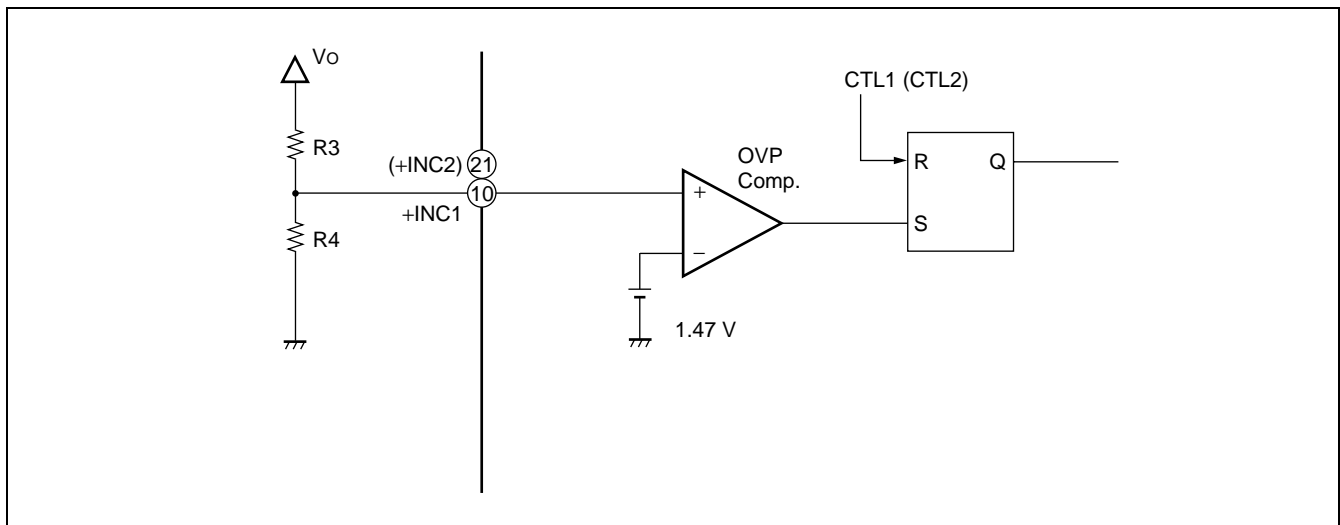 Vo
CTL1 (CTL2)
R3
OVP
Comp.
R Q
(+INC2) 21
10
+
+INC1
R4
S
−
1.47 V